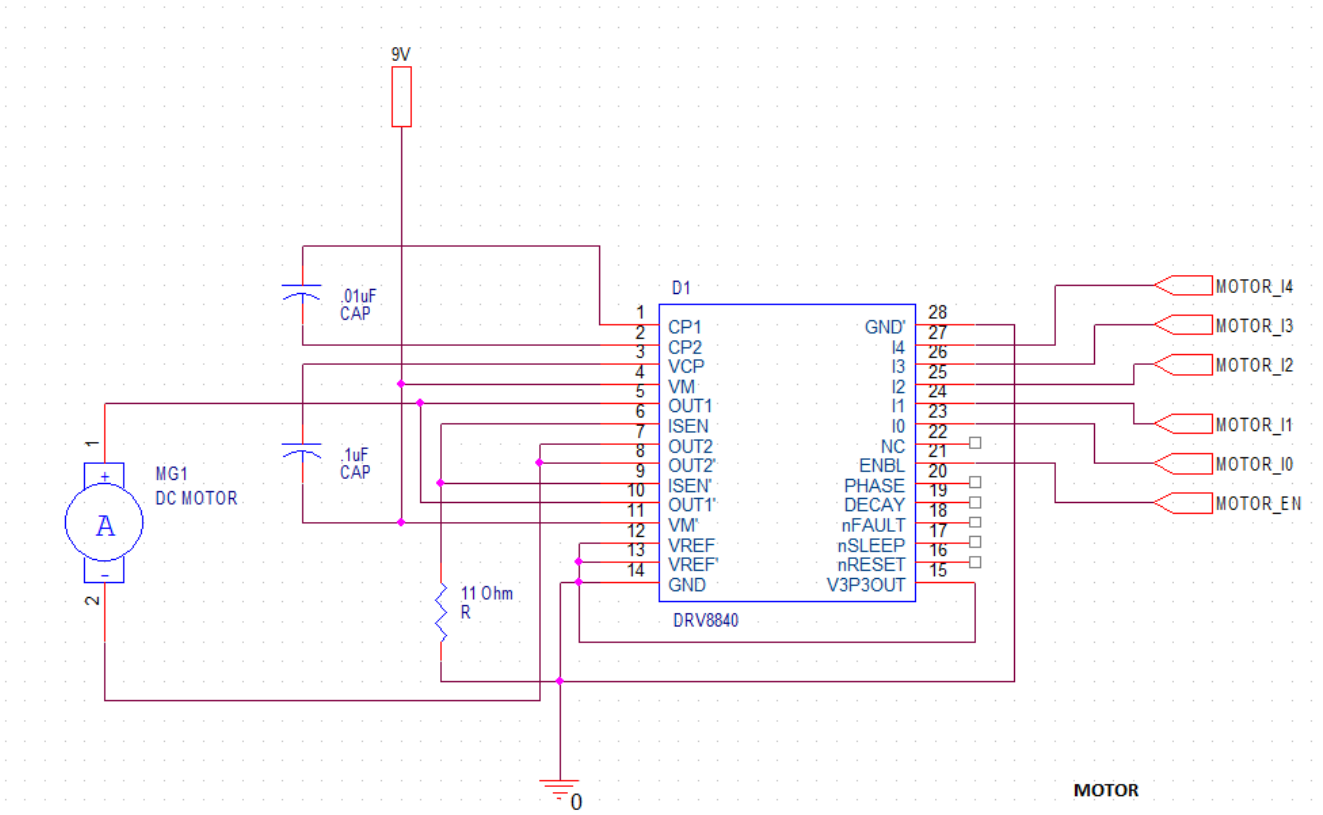 9V
.01uF
CAP
.1uF
CAP
1
MG1
DC MOTOR
+
A
-
2
11 Ohm
R
0
D1
1
CP1
2
CP2
3
VCP
4
VM
5
OUT1
6
ISEN
7
OUT2
8
OUT2'
9
ISEN'
10
OUT1'
11
VM'
12
VREF
13
VREF'
14
GND
28
GND'
27
I4
26
I3
25
I2
24
I1
23
I0
22
NC
21
ENBL
20
PHASE
19
DECAY
18
nFAULT
17
nSLEEP
16
nRESET
15
V3P3OUT
DRV8840
MOTOR_I4
MOTOR_I3
MOTOR_I2
MOTOR_I1
MOTOR_I0
MOTOR_EN
MOTOR